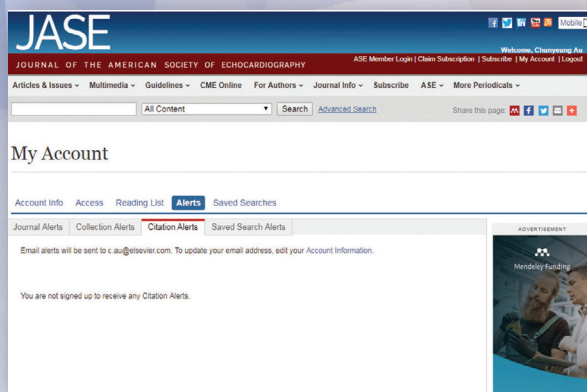 JASE
Mobile
Welcome, Chunyeung Au
JOURNAL OF THE AMERICAN SOCIETY OF ECHOCARDIOGRAPHY
ASE Member Login | Claim Subscription | Subscribe | My Account | Logout
Articles & Issues Multimedia Guidelines CME Online For Authors Journal Info Subscribe ASE More Periodicals
All Content Search Advanced Search Share this page:
My Account
Account Info Access Reading List Alerts Saved Searches
Journal Alerts Collection Alerts Citation Alerts Saved Search Alerts
Email alerts will be sent to c.au@elsevier.com. To update your email address, edit your Account Information.
You are not signed up to receive any Citation Alerts.
ADVERTISEMENT
Mendeley Funding